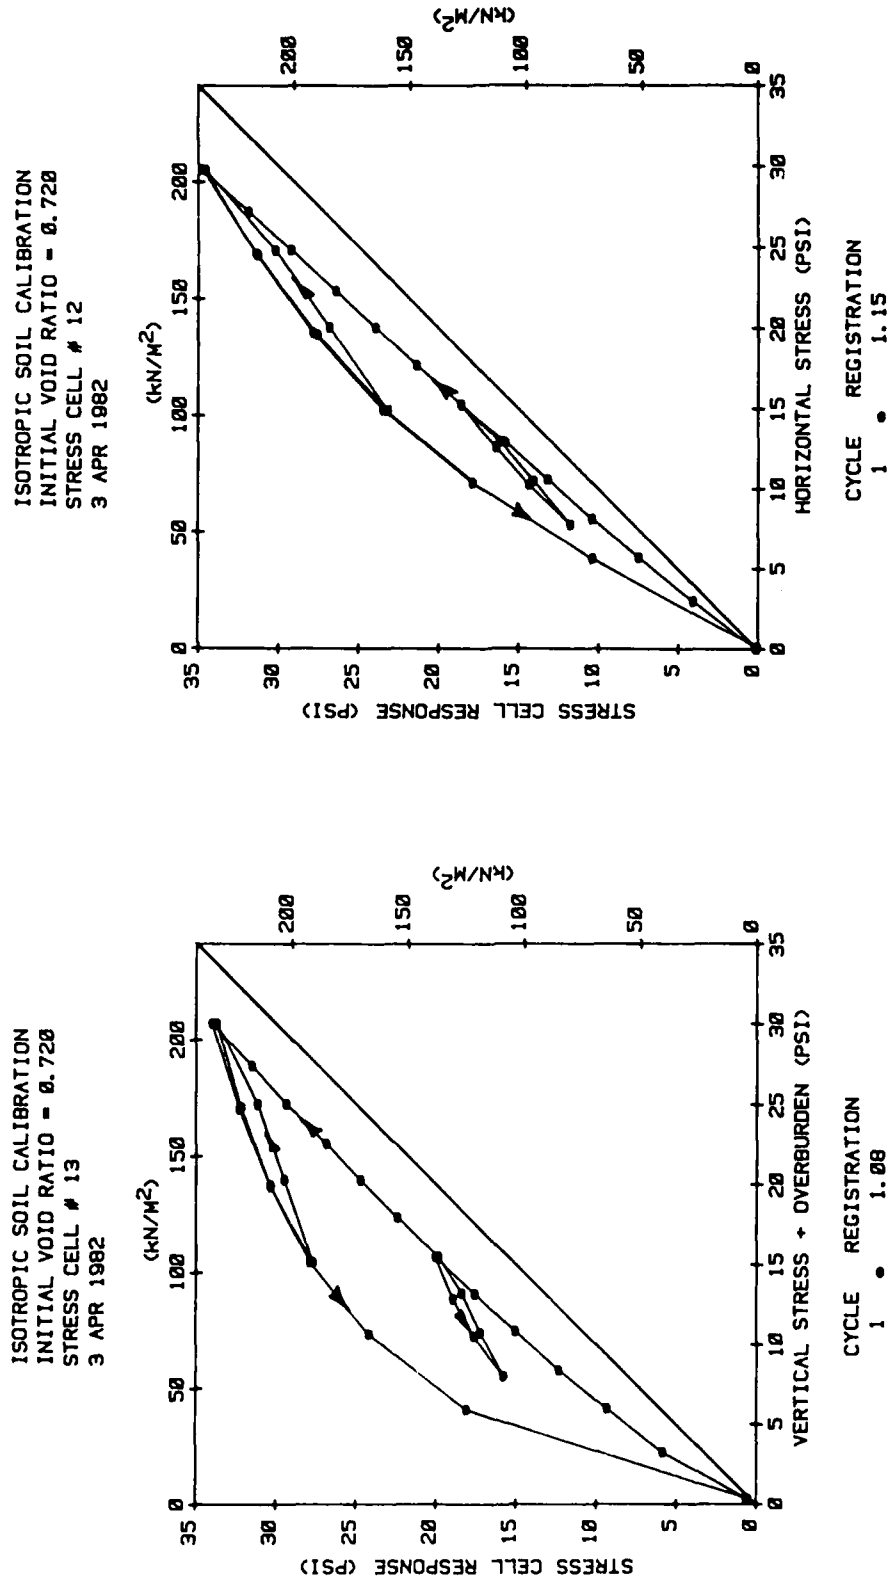 ISOTROPIC SOIL CALIBRATION
INITIAL VOID RATIO = 0.720
STRESS CELL # 13
3 APR 1982
(kN/M²)
0 50 100 150 200
35
30
25
20
15
10
5
STRESS CELL RESPONSE (PSI)
200
150
100
50
0
(kN/M²)
0 5 10 15 20 25 30 35
VERTICAL STRESS + OVERBURDEN (PSI)
CYCLE REGISTRATION
1 • 1.08
ISOTROPIC SOIL CALIBRATION
INITIAL VOID RATIO = 0.720
STRESS CELL # 12
3 APR 1982
(kN/M²)
0 50 100 150 200
35
30
25
20
15
10
5
STRESS CELL RESPONSE (PSI)
200
150
100
50
0
(kN/M²)
0 5 10 15 20 25 30 35
HORIZONTAL STRESS (PSI)
CYCLE REGISTRATION
1 • 1.15